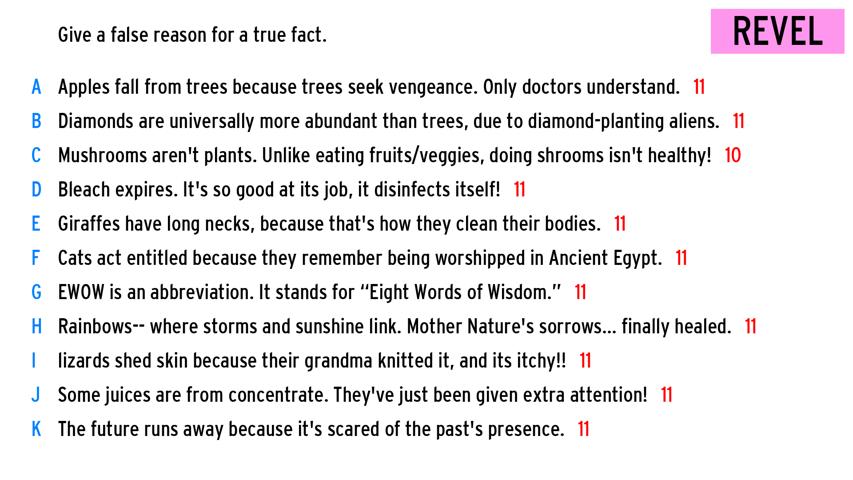 Give a false reason for a true fact.
REVEL
A Apples fall from trees because trees seek vengeance. Only doctors understand. 11
B Diamonds are universally more abundant than trees, due to diamond-planting aliens. 11
C Mushrooms aren't plants. Unlike eating fruits/veggies, doing shrooms isn't healthy! 10
D Bleach expires. It's so good at its job, it disinfects itself! 11
E Giraffes have long necks, because that's how they clean their bodies. 11
F Cats act entitled because they remember being worshipped in Ancient Egypt. 11
G EWOW is an abbreviation. It stands for “Eight Words of Wisdom.” 11
H Rainbows-- where storms and sunshine link. Mother Nature's sorrows... finally healed. 11
I lizards shed skin because their grandma knitted it, and its itchy!! 11
J Some juices are from concentrate. They've just been given extra attention! 11
K The future runs away because it's scared of the past's presence. 11